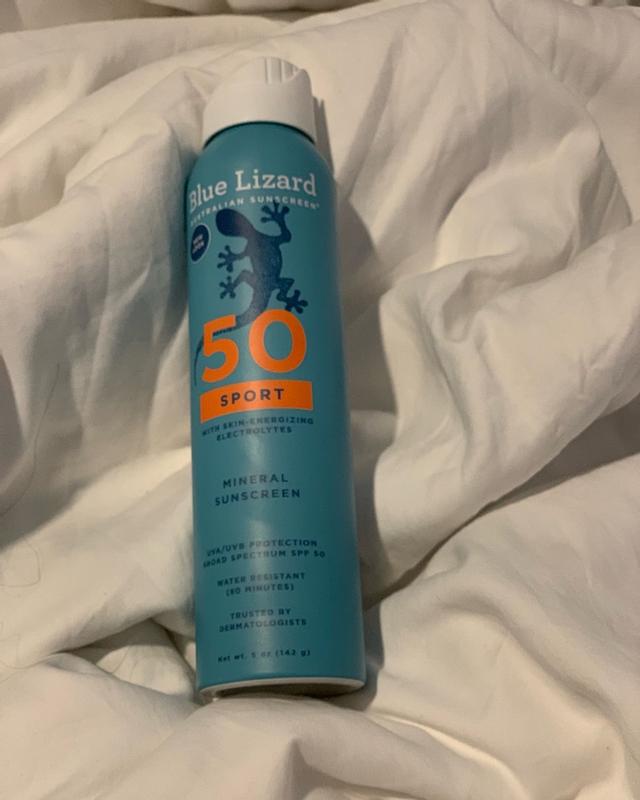 Blue Lizard
AUSTRALIAN SUNSCREEN®
50
SPORT
WITH SKIN-ENERGIZING
ELECTROLYTES
MINERAL
SUNSCREEN
UVA/UVB PROTECTION
BROAD SPECTRUM SPF 50
WATER RESISTANT
(80 MINUTES)
TRUSTED BY
DERMATOLOGISTS
Net wt. 5 oz (142 g)